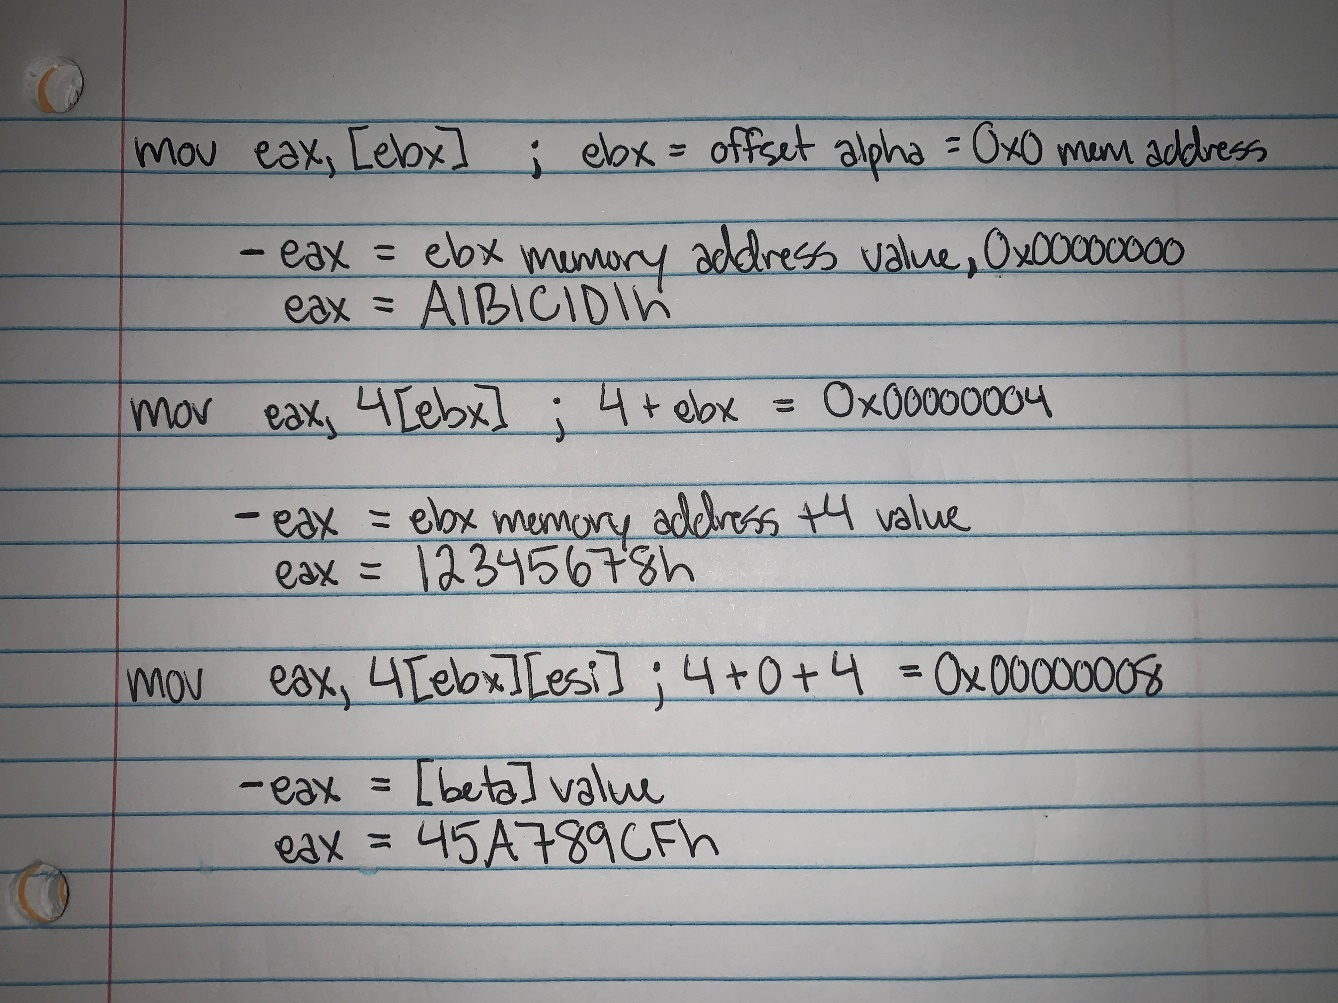 mov eax, [ebx] ; ebx = offset alpha = 0x0 mem address
- eax = ebx memory address value, 0x00000000
eax = A1B1C1D1h
mov eax, 4[ebx] ; 4 + ebx = 0x00000004
- eax = ebx memory address +4 value
eax = 12345678h
mov eax, 4[ebx][esi] ; 4+0+4 = 0x00000008
- eax = [beta] value
eax = 45A789CFh